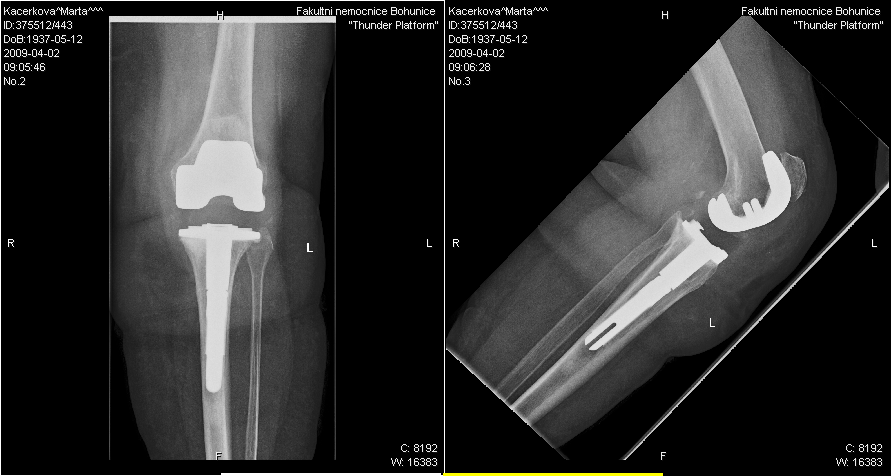 Kacerkova^Marta^^^
ID:375512/443
DoB:1937-05-12
2009-04-02
09:05:46
No.2
H
Fakultni nemocnice Bohunice
"Thunder Platform"
R
L
L
F
C: 8192
W: 16383
Kacerkova^Marta^^^
ID:375512/443
DoB:1937-05-12
2009-04-02
09:06:28
No.3
H
Fakultni nemocnice Bohunice
"Thunder Platform"
R
L
L
F
C: 8192
W: 16383